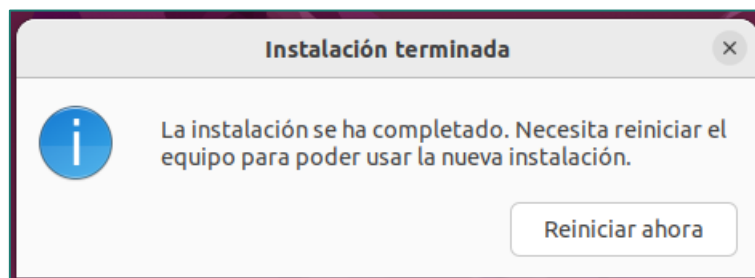 Instalación terminada
La instalación se ha completado. Necesita reiniciar el
equipo para poder usar la nueva instalación.
Reiniciar ahora